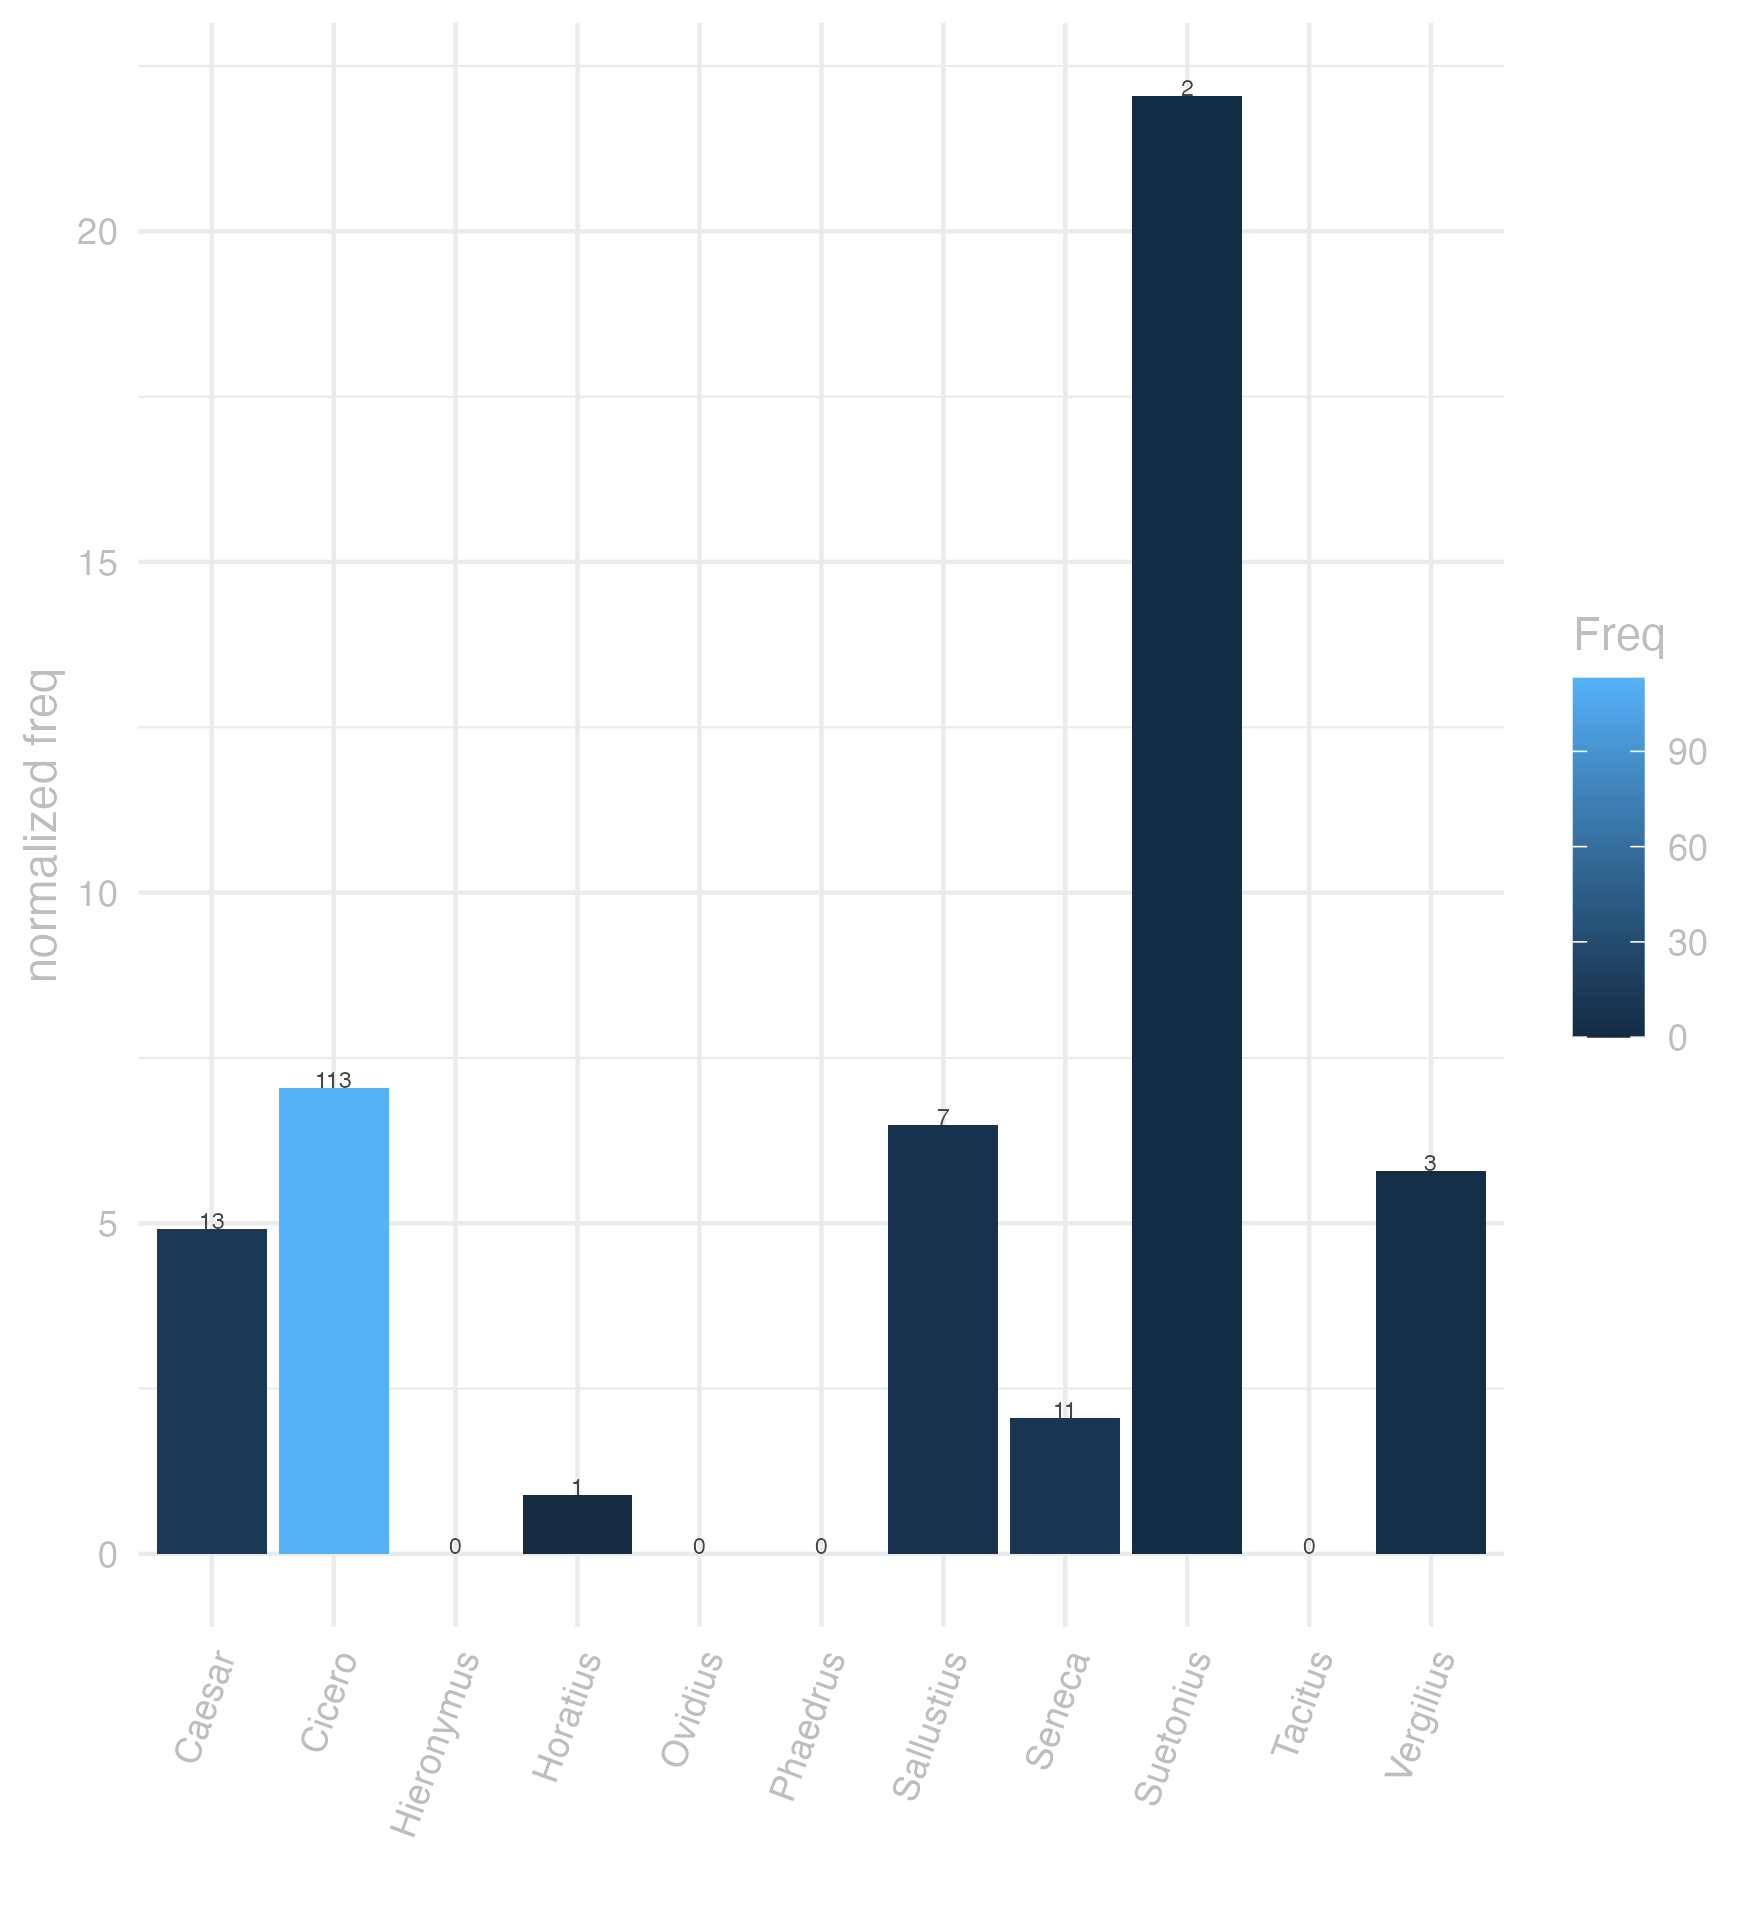 2
20
15
10
5
0
normalized freq
113
13
0
1
0
0
7
11
0
3
Freq
90
60
30
0
Caesar
Cicero
Hieronymus
Horatius
Ovidius
Phaedrus
Sallustius
Seneca
Suetonius
Tacitus
Vergilius